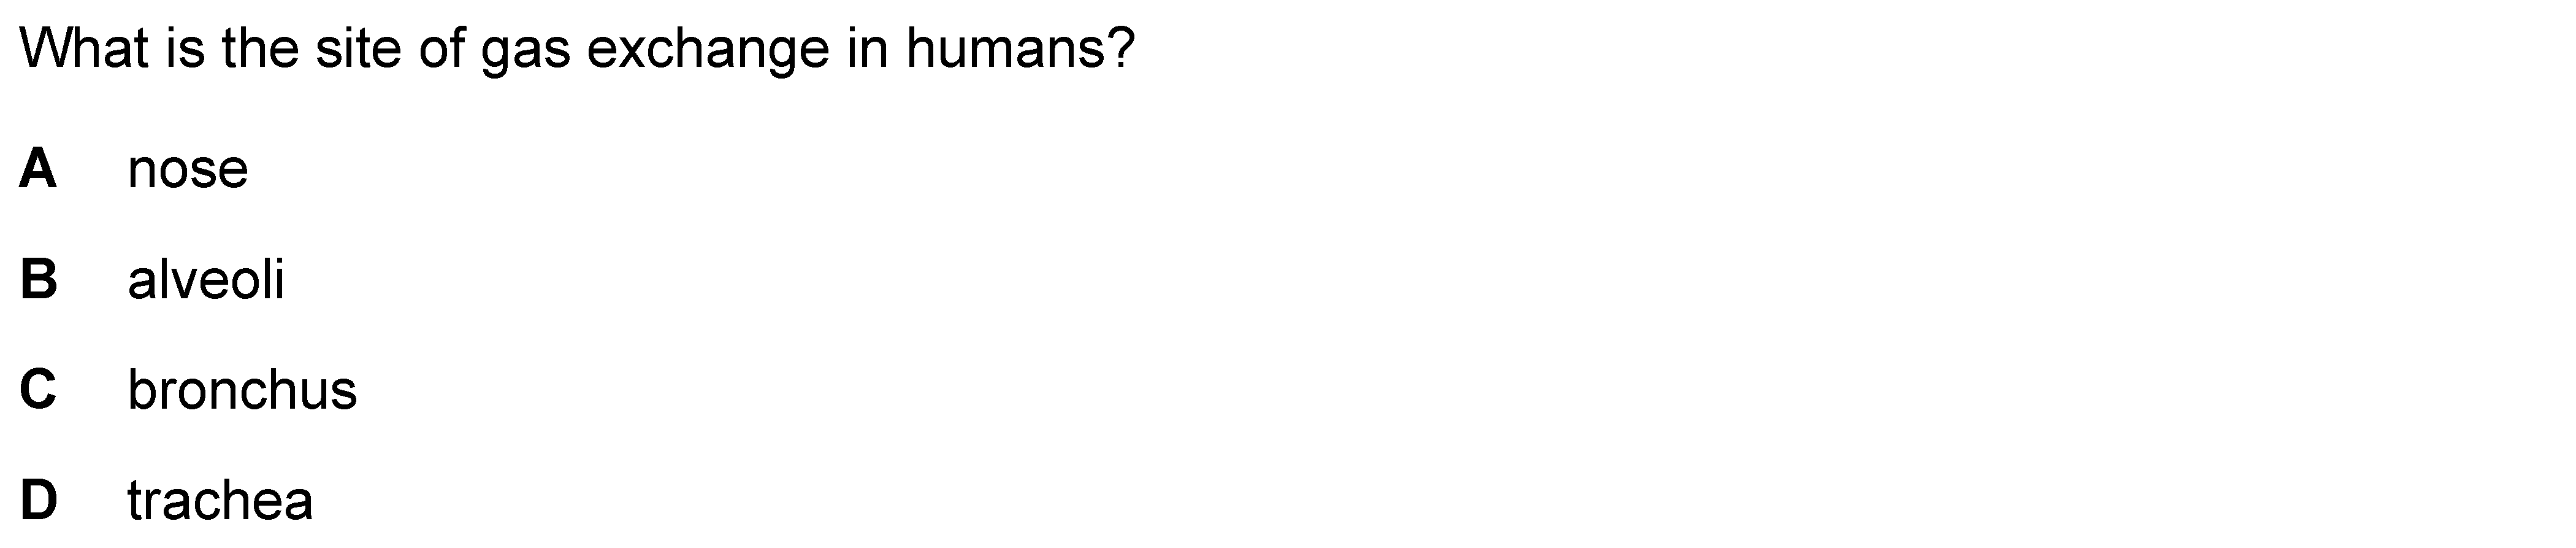 What is the site of gas exchange in humans?
A nose
B alveoli
C bronchus
D trachea